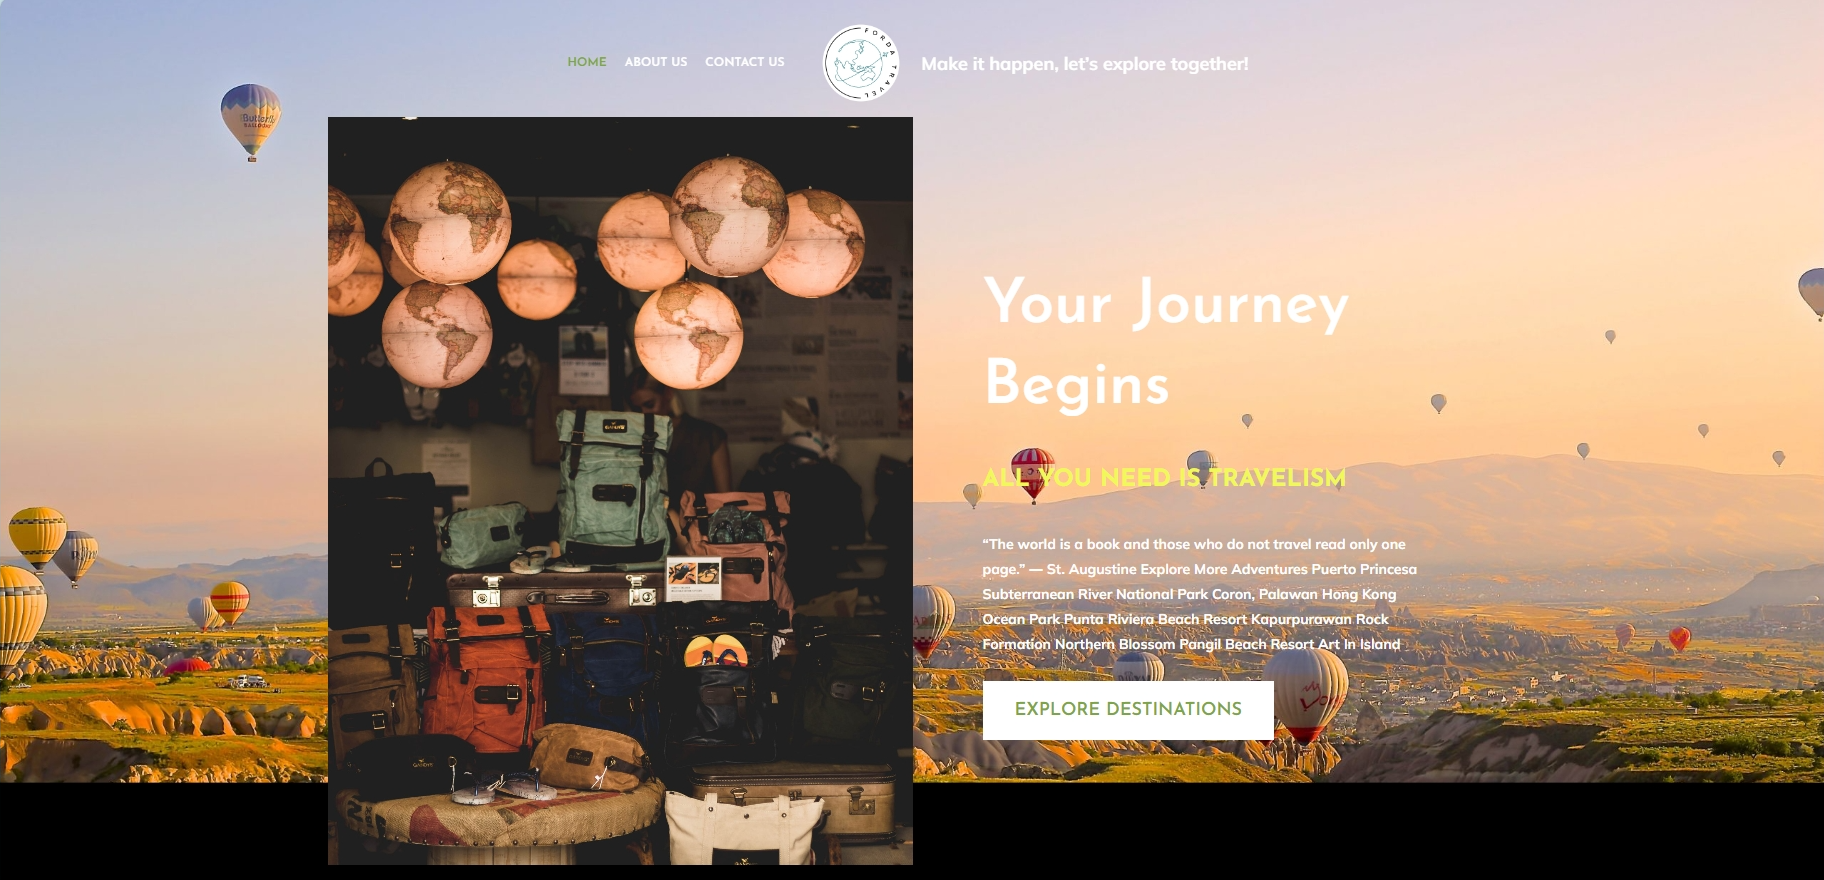 HOME ABOUT US CONTACT US
FORDA TRAVEL
Make it happen, let's explore together!
Butterfly
BALLOONS
Your Journey
Begins
ALL YOU NEED IS TRAVELISM
“The world is a book and those who do not travel read only one
page.” — St. Augustine Explore More Adventures Puerto Princesa
Subterranean River National Park Coron, Palawan Hong Kong
Ocean Park Punta Riviera Beach Resort Kapurpurawan Rock
Formation Northern Blossom Pangil Beach Resort Art In Island
EXPLORE DESTINATIONS
GANDYS